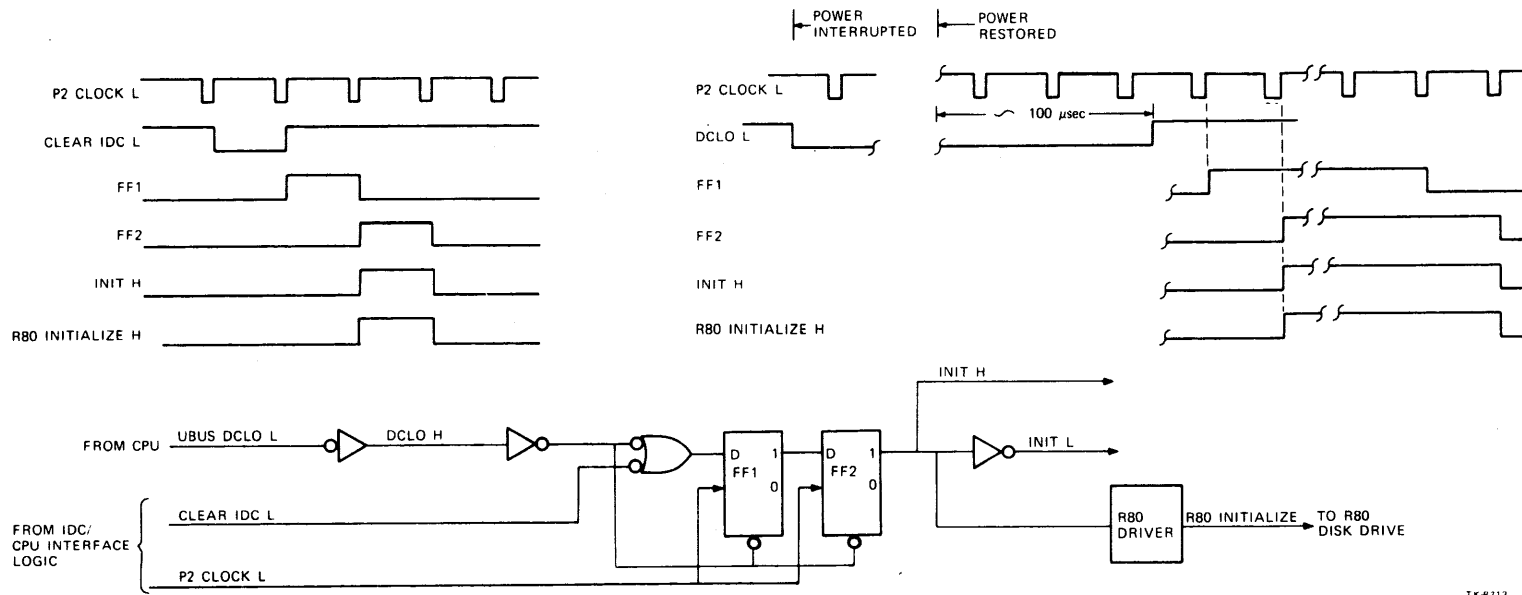 POWER
INTERRUPTED
POWER
RESTORED
P2 CLOCK L
CLEAR IDC L
FF1
FF2
INIT H
R80 INITIALIZE H
P2 CLOCK L
~ 100 µsec
DCLO L
FF1
FF2
INIT H
R80 INITIALIZE H
INIT H
FROM CPU
UBUS DCLO L
DCLO H
D 1
FF1
0
D 1
FF2
0
INIT L
CLEAR IDC L
FROM IDC/
CPU INTERFACE
LOGIC
P2 CLOCK L
R80
DRIVER
R80 INITIALIZE
TO R80
DISK DRIVE
TK-8713